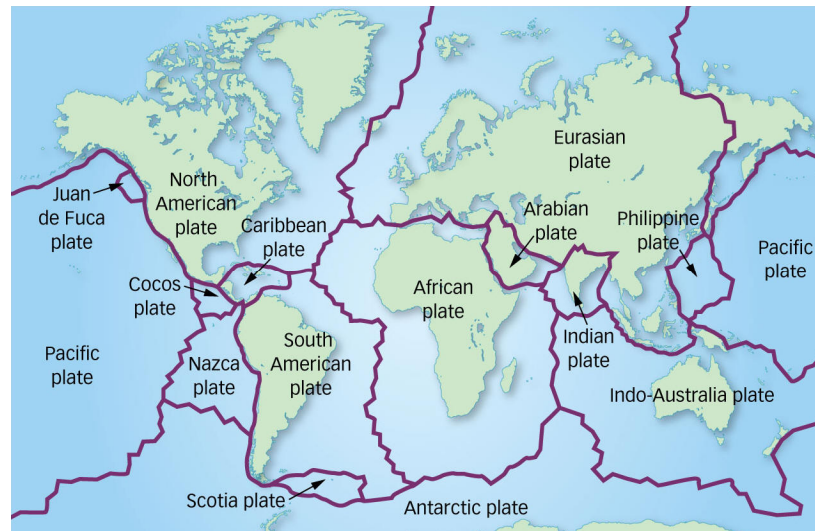 Eurasian
plate
North
American
plate
Juan
de Fuca
plate
Caribbean
plate
Arabian
plate
Philippine
plate
Pacific
plate
Cocos
plate
African
plate
Indian
plate
Pacific
plate
Nazca
plate
South
American
plate
Indo-Australia plate
Scotia plate
Antarctic plate